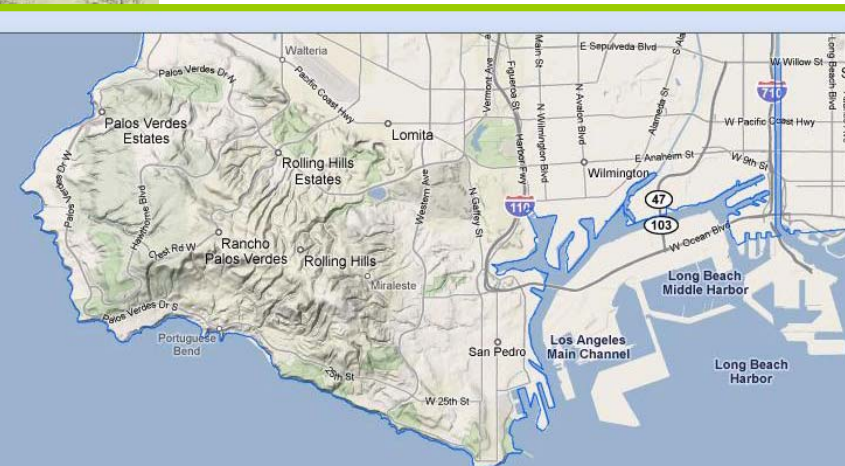 Walteria
E Sepulveda Blvd
Palos Verdes Dr N
Pacific Coast Hwy
Vermont Ave
Figueroa St
Main St
W Willow St
Long Beach Blvd
710
Palos Verdes
Estates
Lomita
Harbor Fwy
N Wilmington Blvd
N Avalon Blvd
Alameda St
W Pacific Coast Hwy
Rolling Hills
Estates
E Anaheim St
W 9th St
Wilmington
Palos Verdes Dr W
Hawthorne Blvd
Western Ave
N Gaffey St
110
47
103
Crest Rd W
Rancho
Palos Verdes
Rolling Hills
W Ocean Blvd
Miraleste
Long Beach
Middle Harbor
Palos Verdes Dr S
Portuguese
Bend
San Pedro
Los Angeles
Main Channel
Long Beach
Harbor
25th St
W 25th St